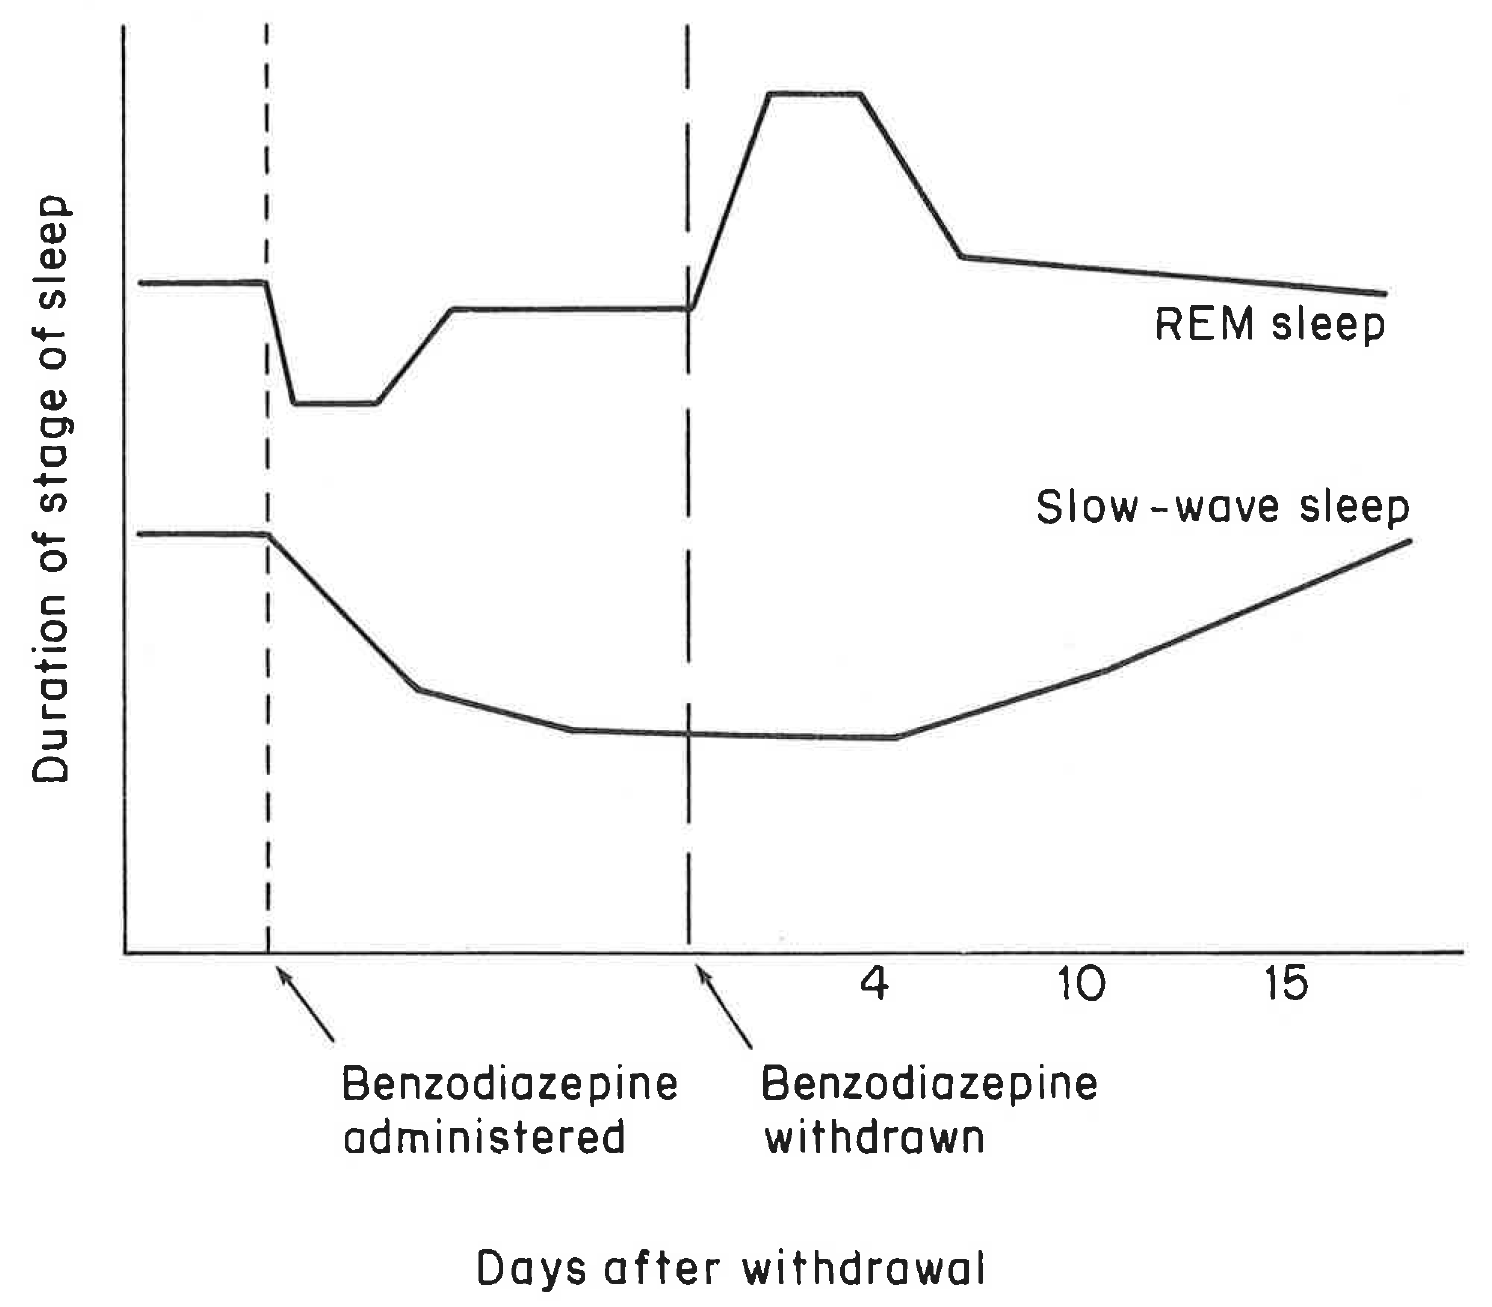 Duration of stage of sleep
REM sleep
Slow-wave sleep
4 10 15
Benzodiazepine
administered
Benzodiazepine
withdrawn
Days after withdrawal